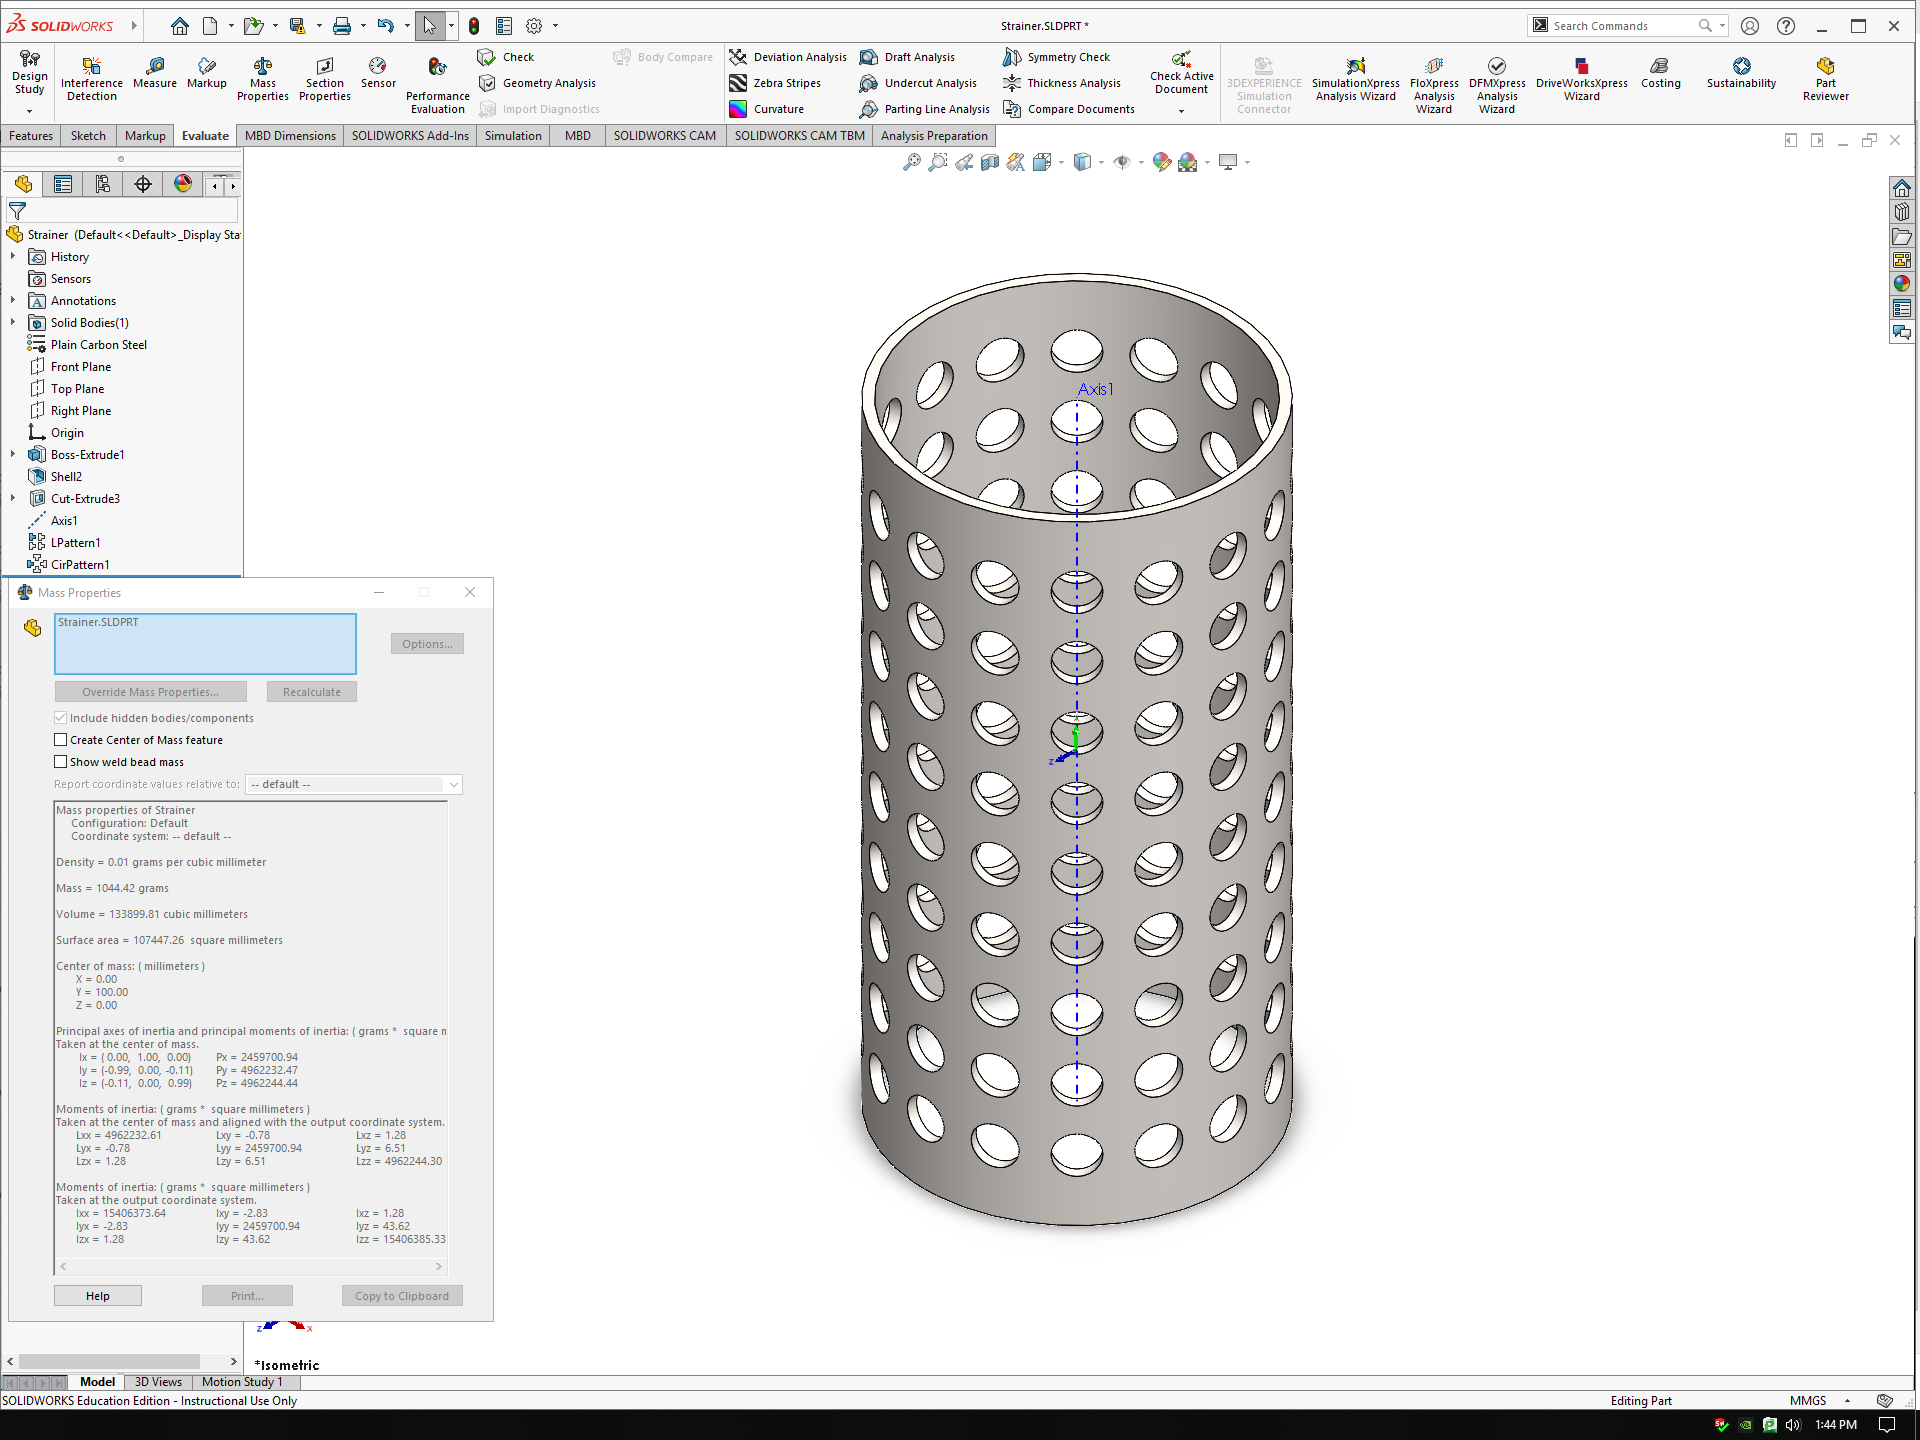 SOLIDWORKS
Strainer.SLDPRT *
Search Commands
Design Study
Interference Detection
Measure
Markup
Mass Properties
Section Properties
Sensor
Performance Evaluation
Check
Geometry Analysis
Import Diagnostics
Body Compare
Deviation Analysis
Zebra Stripes
Curvature
Draft Analysis
Undercut Analysis
Parting Line Analysis
Symmetry Check
Thickness Analysis
Compare Documents
Check Active Document
3DEXPERIENCE Simulation Connector
SimulationXpress Analysis Wizard
FloXpress Analysis Wizard
DFMXpress Analysis Wizard
DriveWorksXpress Wizard
Costing
Sustainability
Part Reviewer
Features Sketch Markup Evaluate MBD Dimensions SOLIDWORKS Add-Ins Simulation MBD SOLIDWORKS CAM SOLIDWORKS CAM TBM Analysis Preparation
Strainer (Default<<Default>_Display Sta
History
Sensors
Annotations
Solid Bodies(1)
Plain Carbon Steel
Front Plane
Top Plane
Right Plane
Origin
Boss-Extrude1
Shell2
Cut-Extrude3
Axis1
LPattern1
CirPattern1
Mass Properties
Strainer.SLDPRT
Options...
Override Mass Properties... Recalculate
Include hidden bodies/components
Create Center of Mass feature
Show weld bead mass
Report coordinate values relative to: -- default --
Mass properties of Strainer
Configuration: Default
Coordinate system: -- default --
Density = 0.01 grams per cubic millimeter
Mass = 1044.42 grams
Volume = 133899.81 cubic millimeters
Surface area = 107447.26 square millimeters
Center of mass: ( millimeters )
X = 0.00
Y = 100.00
Z = 0.00
Principal axes of inertia and principal moments of inertia: ( grams * square m
Taken at the center of mass.
Ix = ( 0.00, 1.00, 0.00) Px = 2459700.94
Iy = (-0.99, 0.00, -0.11) Py = 4962232.47
Iz = (-0.11, 0.00, 0.99) Pz = 4962244.44
Moments of inertia: ( grams * square millimeters )
Taken at the center of mass and aligned with the output coordinate system.
Lxx = 4962232.61 Lxy = -0.78 Lxz = 1.28
Lyx = -0.78 Lyy = 2459700.94 Lyz = 6.51
Lzx = 1.28 Lzy = 6.51 Lzz = 4962244.30
Moments of inertia: ( grams * square millimeters )
Taken at the output coordinate system.
Ixx = 15406373.64 Ixy = -2.83 Ixz = 1.28
Iyx = -2.83 Iyy = 2459700.94 Iyz = 43.62
Izx = 1.28 Izy = 43.62 Izz = 15406385.33
Help Print... Copy to Clipboard
Axis1
z
z x
*Isometric
Model 3D Views Motion Study 1
SOLIDWORKS Education Edition - Instructional Use Only
Editing Part
MMGS
1:44 PM